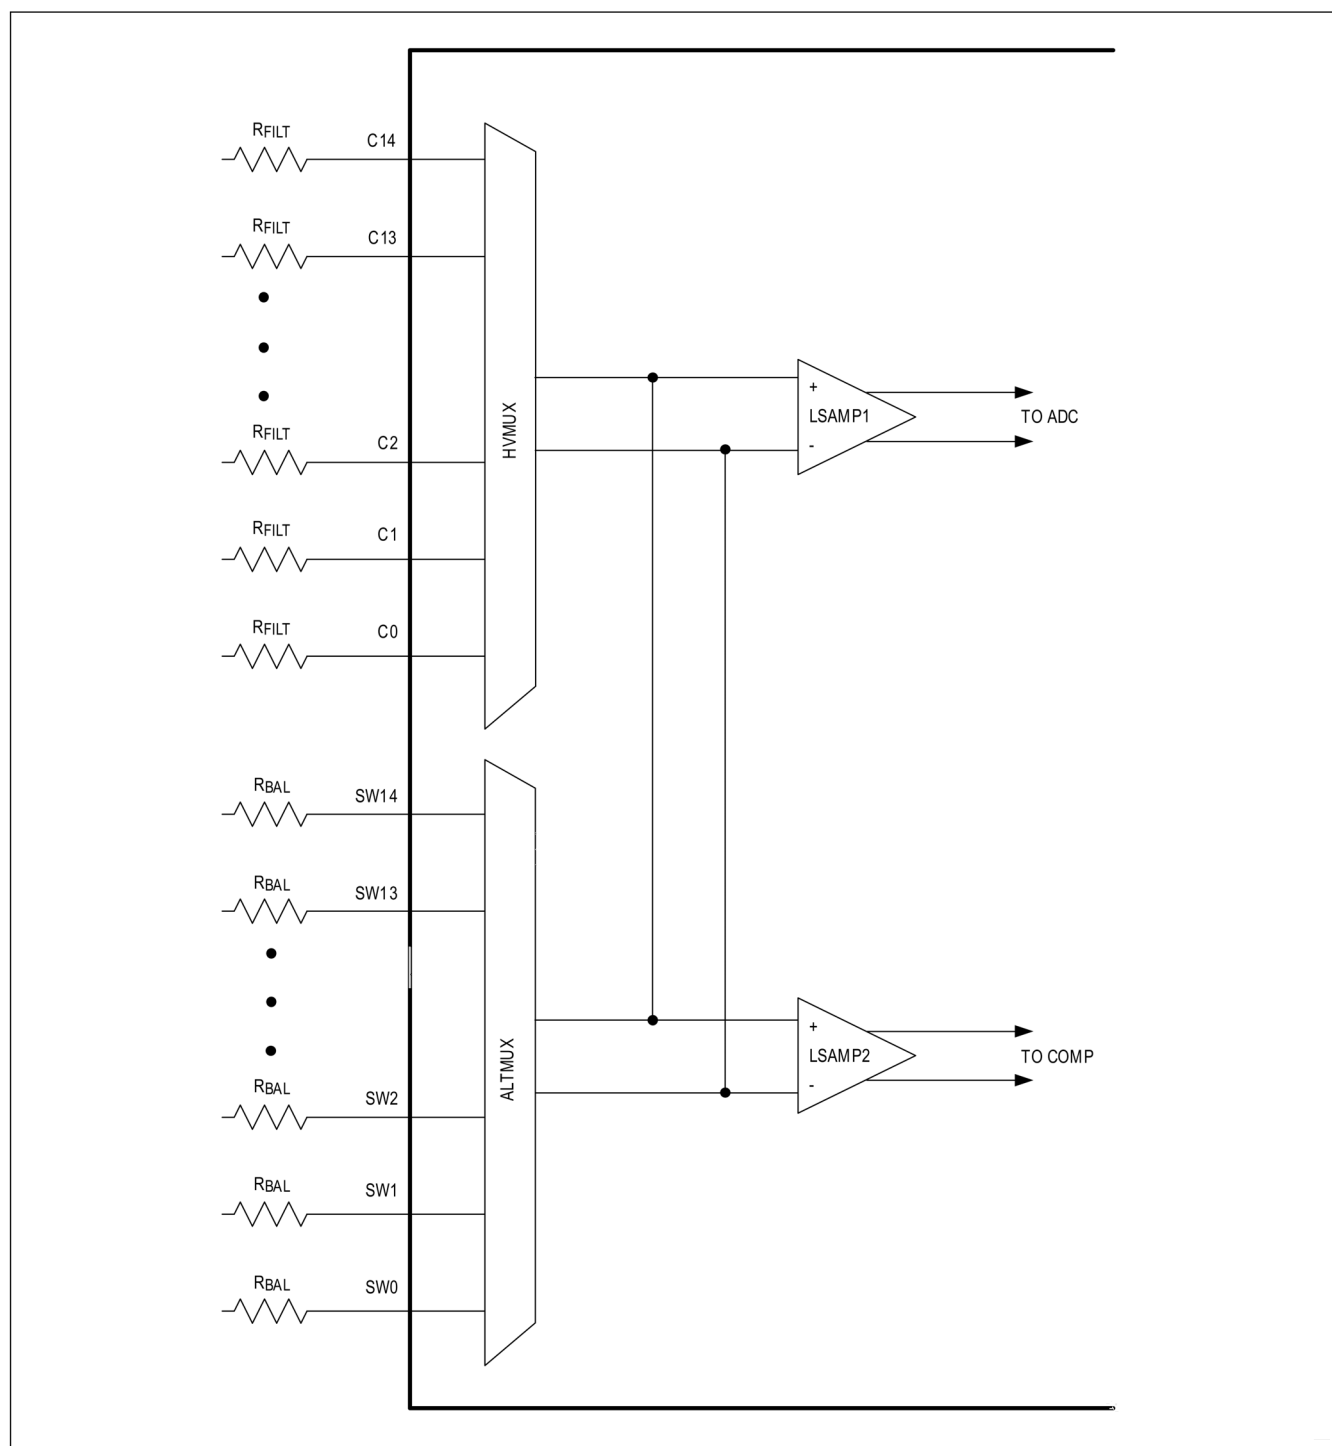 RFILT
C14
RFILT
C13
RFILT
C2
RFILT
C1
RFILT
C0
HVMUX
+
LSAMP1
-
TO ADC
RBAL
SW14
RBAL
SW13
RBAL
SW2
RBAL
SW1
RBAL
SW0
ALTMUX
+
LSAMP2
-
TO COMP